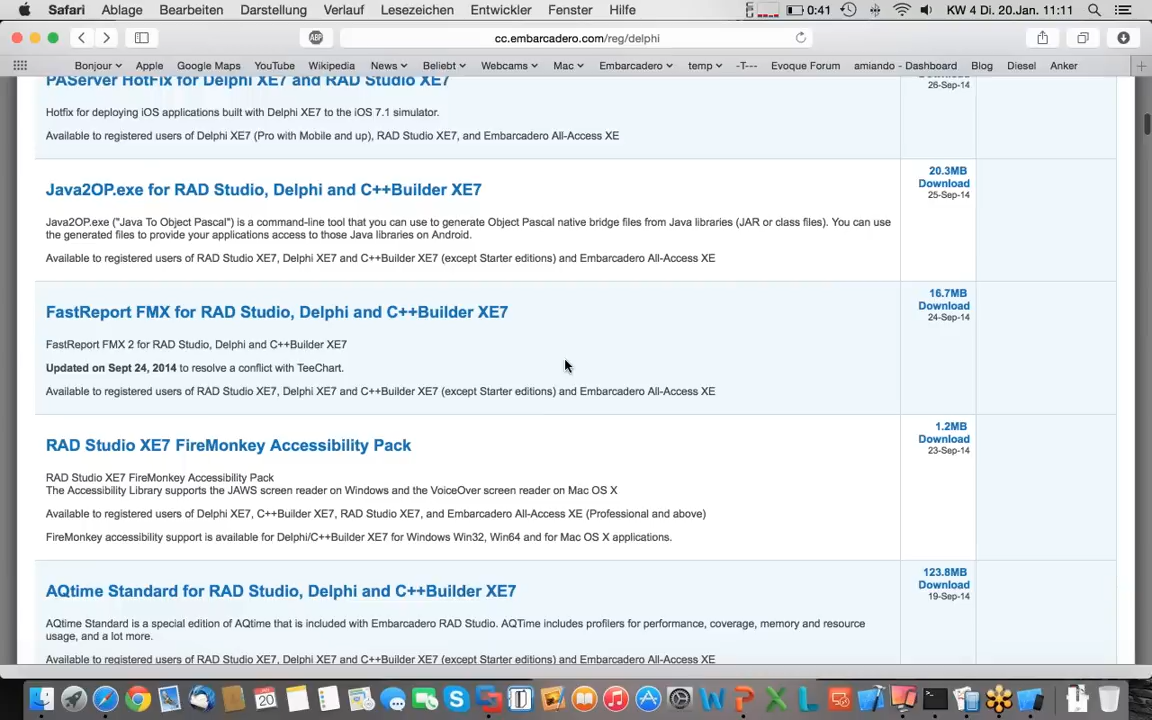 Safari Ablage Bearbeiten Darstellung Verlauf Lesezeichen Entwickler Fenster Hilfe 0:41 KW 4 Di. 20.Jan. 11:11
ABP cc.embarcadero.com/reg/delphi
Bonjour Apple Google Maps YouTube Wikipedia News Beliebt Webcams Mac Embarcadero temp -T--- Evoque Forum amiando - Dashboard Blog Diesel Anker
PAServer HotFix for Delphi XE7 and RAD Studio XE7
26-Sep-14
Hotfix for deploying iOS applications built with Delphi XE7 to the iOS 7.1 simulator.
Available to registered users of Delphi XE7 (Pro with Mobile and up), RAD Studio XE7, and Embarcadero All-Access XE
20.3MB
Download
25-Sep-14
Java2OP.exe for RAD Studio, Delphi and C++Builder XE7
Java2OP.exe ("Java To Object Pascal") is a command-line tool that you can use to generate Object Pascal native bridge files from Java libraries (JAR or class files). You can use
the generated files to provide your applications access to those Java libraries on Android.
Available to registered users of RAD Studio XE7, Delphi XE7 and C++Builder XE7 (except Starter editions) and Embarcadero All-Access XE
16.7MB
Download
24-Sep-14
FastReport FMX for RAD Studio, Delphi and C++Builder XE7
FastReport FMX 2 for RAD Studio, Delphi and C++Builder XE7
Updated on Sept 24, 2014 to resolve a conflict with TeeChart.
Available to registered users of RAD Studio XE7, Delphi XE7 and C++Builder XE7 (except Starter editions) and Embarcadero All-Access XE
1.2MB
Download
23-Sep-14
RAD Studio XE7 FireMonkey Accessibility Pack
RAD Studio XE7 FireMonkey Accessibility Pack
The Accessibility Library supports the JAWS screen reader on Windows and the VoiceOver screen reader on Mac OS X
Available to registered users of Delphi XE7, C++Builder XE7, RAD Studio XE7, and Embarcadero All-Access XE (Professional and above)
FireMonkey accessibility support is available for Delphi/C++Builder XE7 for Windows Win32, Win64 and for Mac OS X applications.
123.8MB
Download
19-Sep-14
AQtime Standard for RAD Studio, Delphi and C++Builder XE7
AQtime Standard is a special edition of AQtime that is included with Embarcadero RAD Studio. AQTime includes profilers for performance, coverage, memory and resource
usage, and a lot more.
Available to registered users of RAD Studio XE7, Delphi XE7 and C++Builder XE7 (except Starter editions) and Embarcadero All-Access XE
20